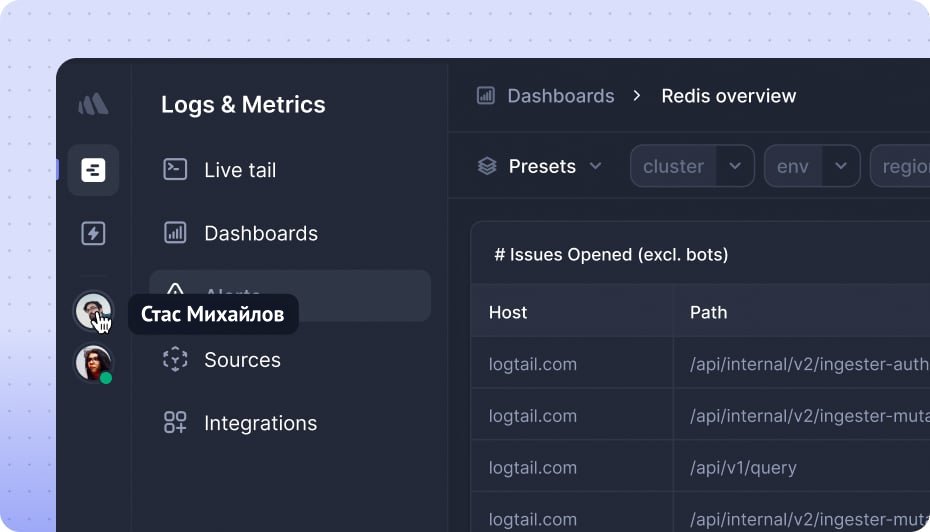 Logs & Metrics
Live tail
Dashboards
Alerts
Стас Михайлов
Sources
Integrations
Dashboards > Redis overview
Presets cluster env
# Issues Opened (excl. bots)
Host Path
logtail.com /api/internal/v2/ingester-auth
logtail.com /api/internal/v2/ingester-muta
logtail.com /api/v1/query
logtail.com /api/internal/v2/ingester-muta